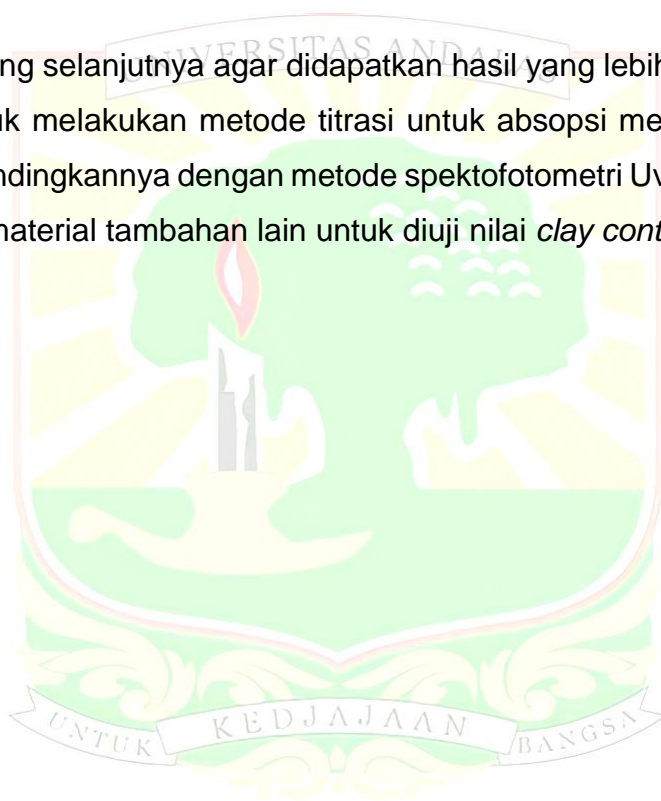 UNIVERSITAS ANDALAS
ng selanjutnya agar didapatkan hasil yang lebih
uk melakukan metode titrasi untuk absopsi me
ndingkannya dengan metode spektofotometri Uv
material tambahan lain untuk diuji nilai clay cont
UNTUK KEDJAJAAN BANGSA